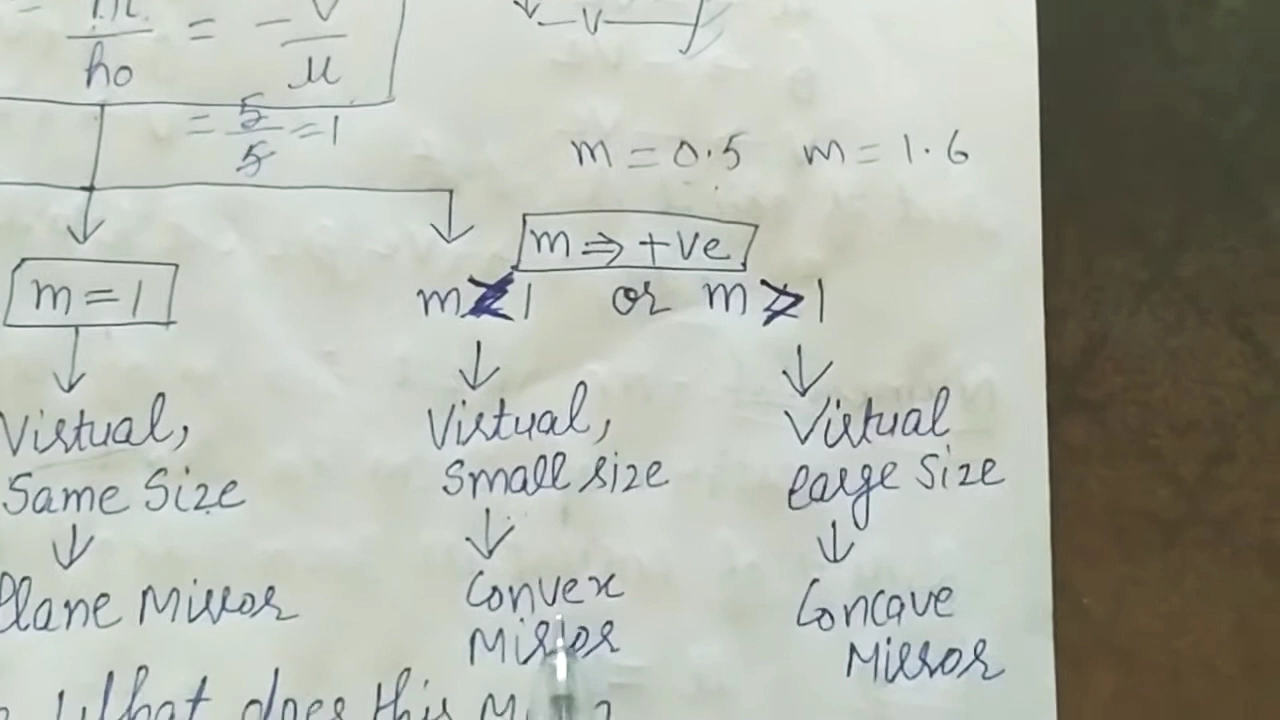 ho = - v/u
v
= 5/5 = 1
m = 0.5 m = 1.6
m ⇒ +ve
m = 1
m < 1 or m > 1
Virtual,
Same Size
Plane Mirror
Virtual,
Small size
Convex
Mirror
Virtual
large Size
Concave
Mirror
What does this